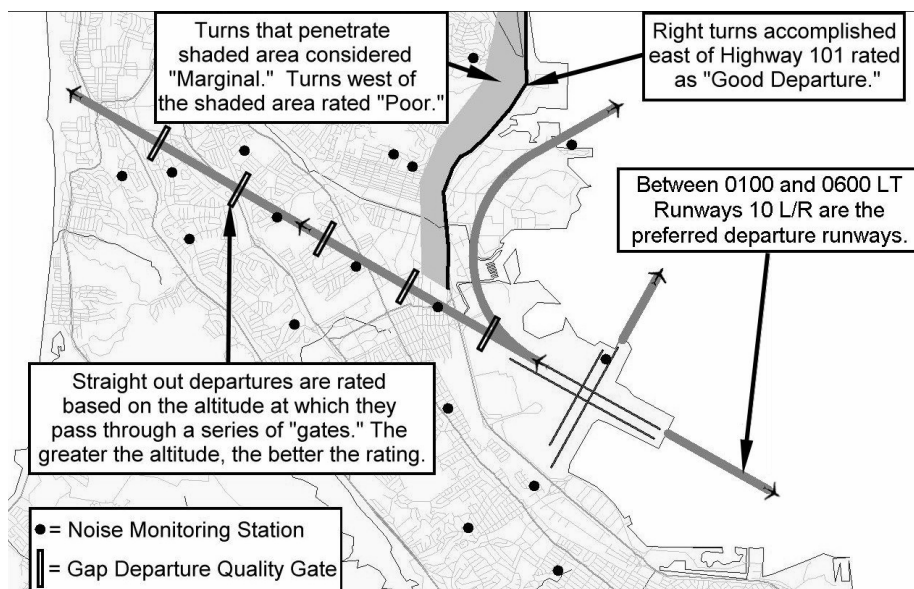 Turns that penetrate
shaded area considered
"Marginal." Turns west of
the shaded area rated "Poor."
Right turns accomplished
east of Highway 101 rated
as "Good Departure."
Between 0100 and 0600 LT
Runways 10 L/R are the
preferred departure runways.
Straight out departures are rated
based on the altitude at which they
pass through a series of "gates." The
greater the altitude, the better the rating.
= Noise Monitoring Station
= Gap Departure Quality Gate